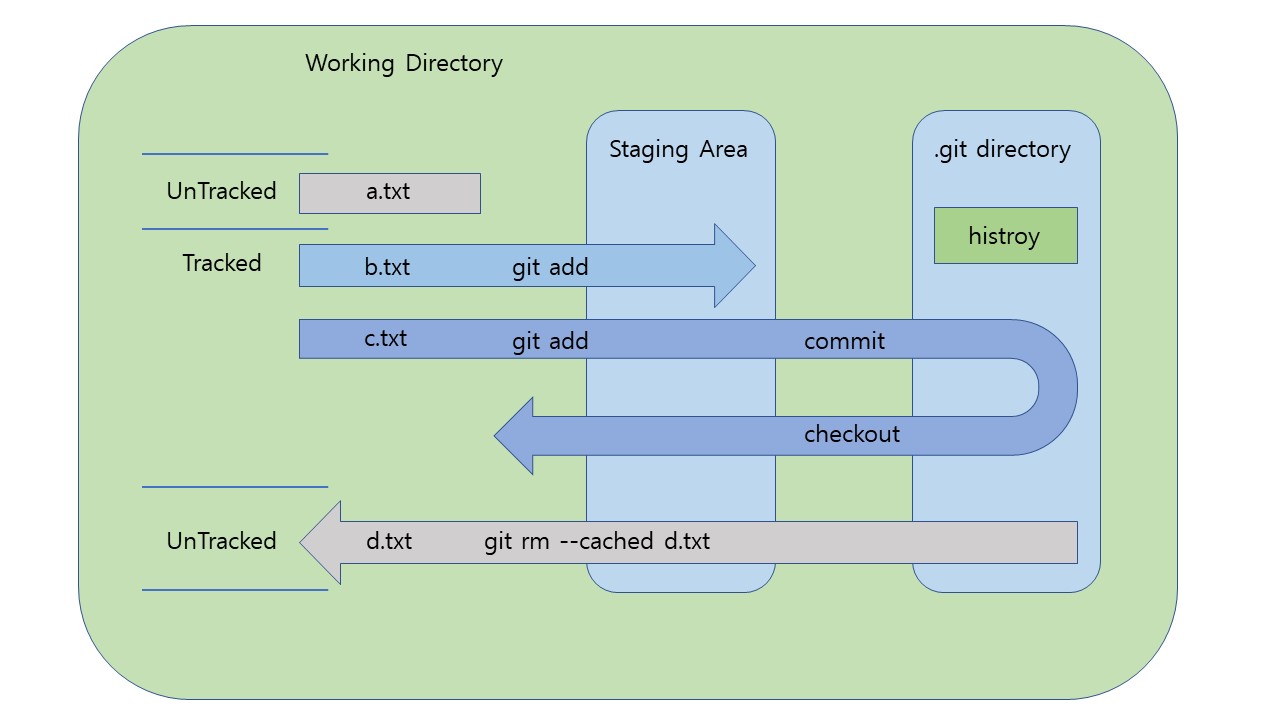 Working Directory
Staging Area
.git directory
UnTracked
a.txt
histroy
Tracked
b.txt
git add
c.txt
git add
commit
checkout
UnTracked
d.txt
git rm --cached d.txt